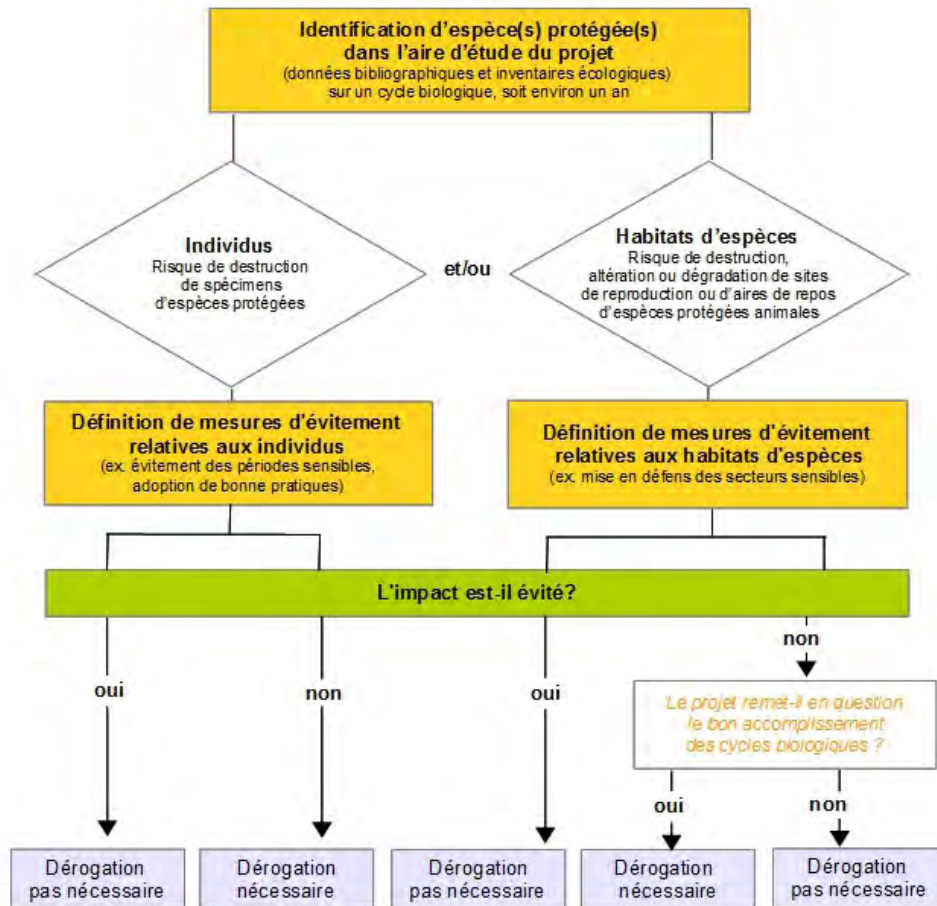 Identification d'espèce(s) protégée(s)
dans l'aire d'étude du projet
(données bibliographiques et inventaires écologiques)
sur un cycle biologique, soit environ un an
Individus
Risque de destruction
de spécimens
d'espèces protégées
et/ou
Habitats d'espèces
Risque de destruction,
altération ou dégradation de sites
de reproduction ou d'aires de repos
d'espèces protégées animales
Définition de mesures d'évitement
relatives aux individus
(ex. évitement des périodes sensibles,
adoption de bonne pratiques)
Définition de mesures d'évitement
relatives aux habitats d'espèces
(ex. mise en défens des secteurs sensibles)
L'impact est-il évité?
oui
non
oui
non
Le projet remet-il en question
le bon accomplissement
des cycles biologiques ?
oui
non
Dérogation
pas nécessaire
Dérogation
nécessaire
Dérogation
pas nécessaire
Dérogation
nécessaire
Dérogation
pas nécessaire